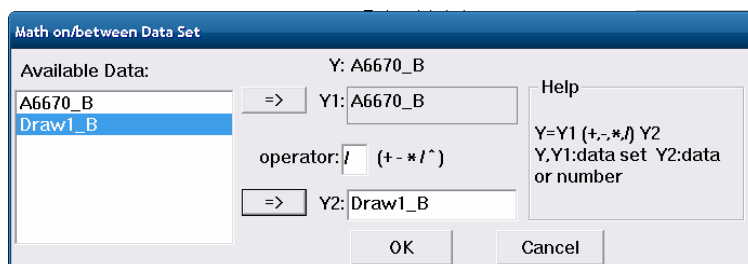 Math on/between Data Set
Available Data:
A6670_B
Draw1_B
Y: A6670_B
=> Y1: A6670_B
operator: / (+ - * / ^)
=> Y2: Draw1_B
OK
Cancel
Help
Y=Y1 (+,-,*,/) Y2
Y,Y1:data set Y2:data
or number